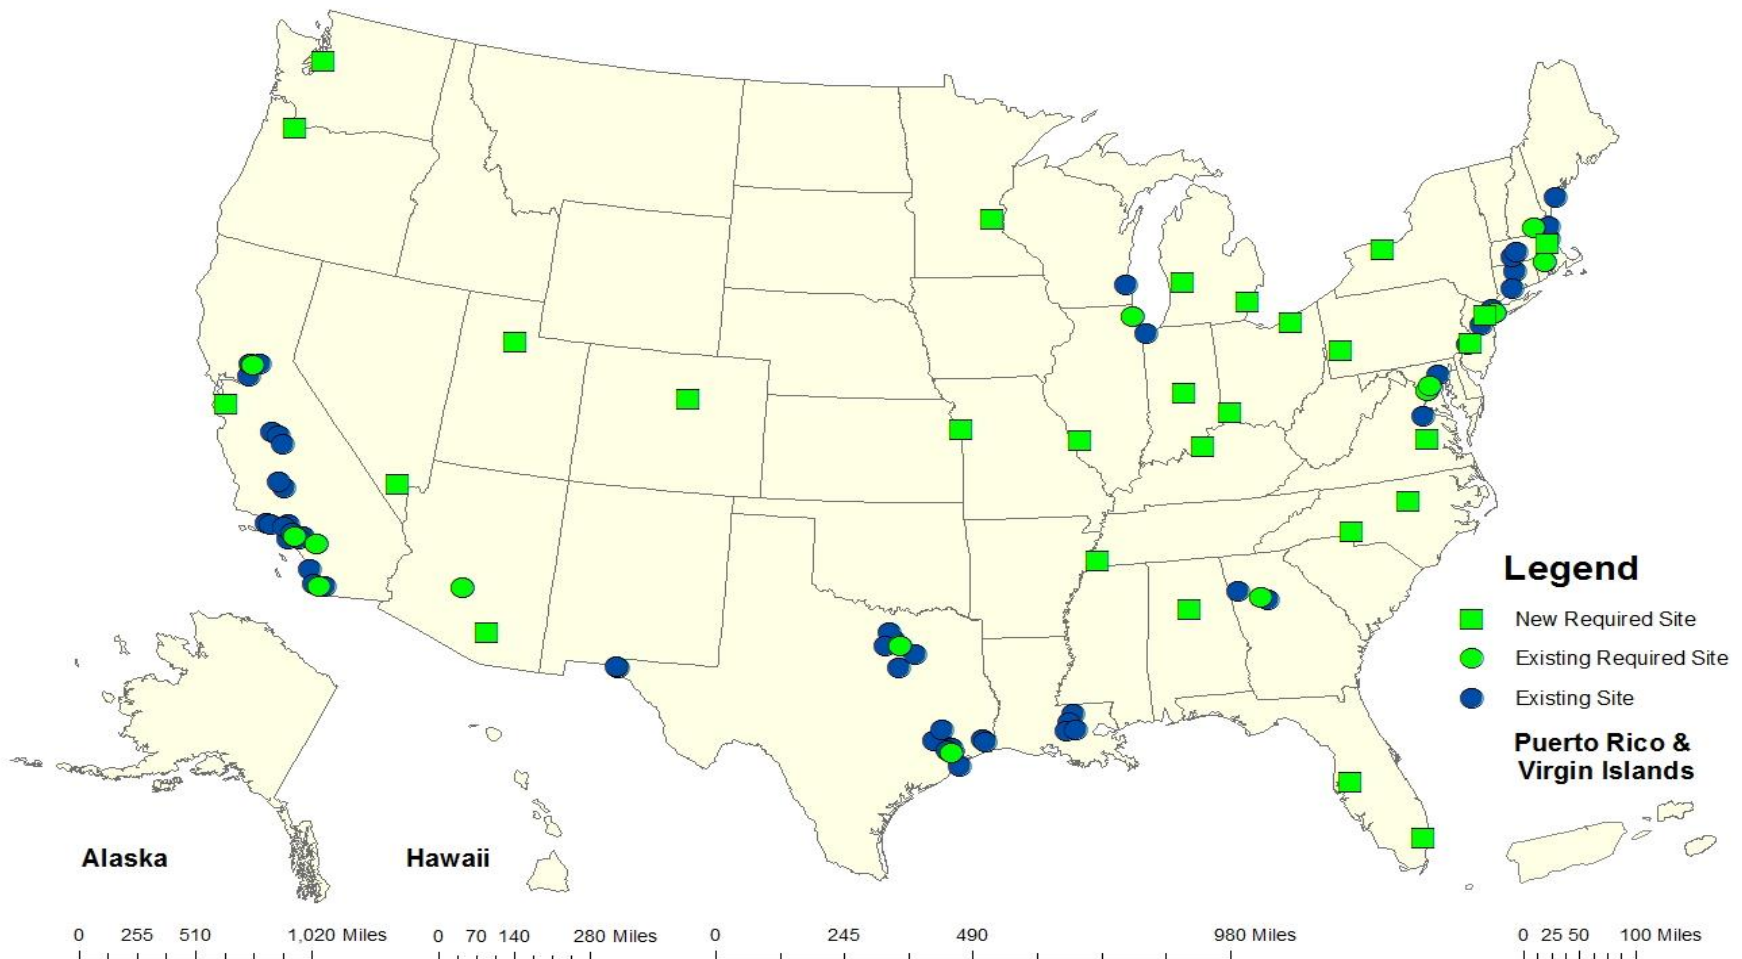 Legend
New Required Site
Existing Required Site
Existing Site
Puerto Rico &
Virgin Islands
Alaska
Hawaii
0 255 510 1,020 Miles
0 70 140 280 Miles
0 245 490 980 Miles
0 25 50 100 Miles